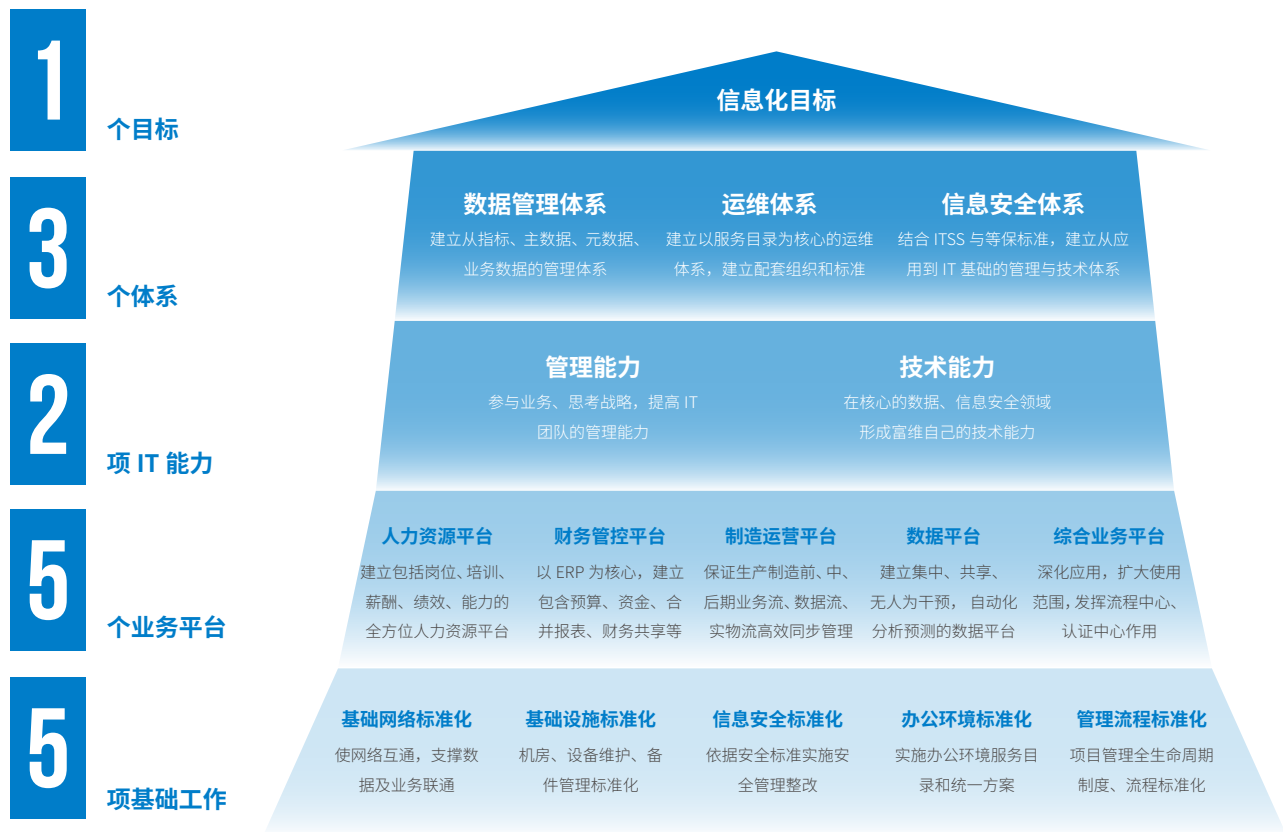 1
个目标
信息化目标
3
个体系
数据管理体系
建立从指标、主数据、元数据、
业务数据的管理体系
运维体系
建立以服务目录为核心的运维
体系，建立配套组织和标准
信息安全体系
结合 ITSS 与等保标准，建立从应
用到 IT 基础的管理与技术体系
2
项 IT 能力
管理能力
参与业务、思考战略，提高 IT
团队的管理能力
技术能力
在核心的数据、信息安全领域
形成富维自己的技术能力
5
个业务平台
人力资源平台
建立包括岗位、培训、
薪酬、绩效、能力的
全方位人力资源平台
财务管控平台
以 ERP 为核心，建立
包含预算、资金、合
并报表、财务共享等
制造运营平台
保证生产制造前、中、
后期业务流、数据流、
实物流高效同步管理
数据平台
建立集中、共享、
无人为干预， 自动化
分析预测的数据平台
综合业务平台
深化应用，扩大使用
范围，发挥流程中心、
认证中心作用
5
项基础工作
基础网络标准化
使网络互通，支撑数
据及业务联通
基础设施标准化
机房、设备维护、备
件管理标准化
信息安全标准化
依据安全标准实施安
全管理整改
办公环境标准化
实施办公环境服务目
录和统一方案
管理流程标准化
项目管理全生命周期
制度、流程标准化